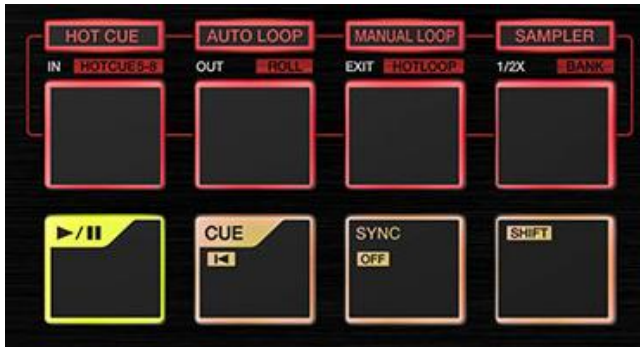 HOT CUE AUTO LOOP MANUAL LOOP SAMPLER
IN HOTCUE5-8 OUT ROLL EXIT HOTLOOP 1/2X BANK
▶/II CUE SYNC SHIFT
OFF